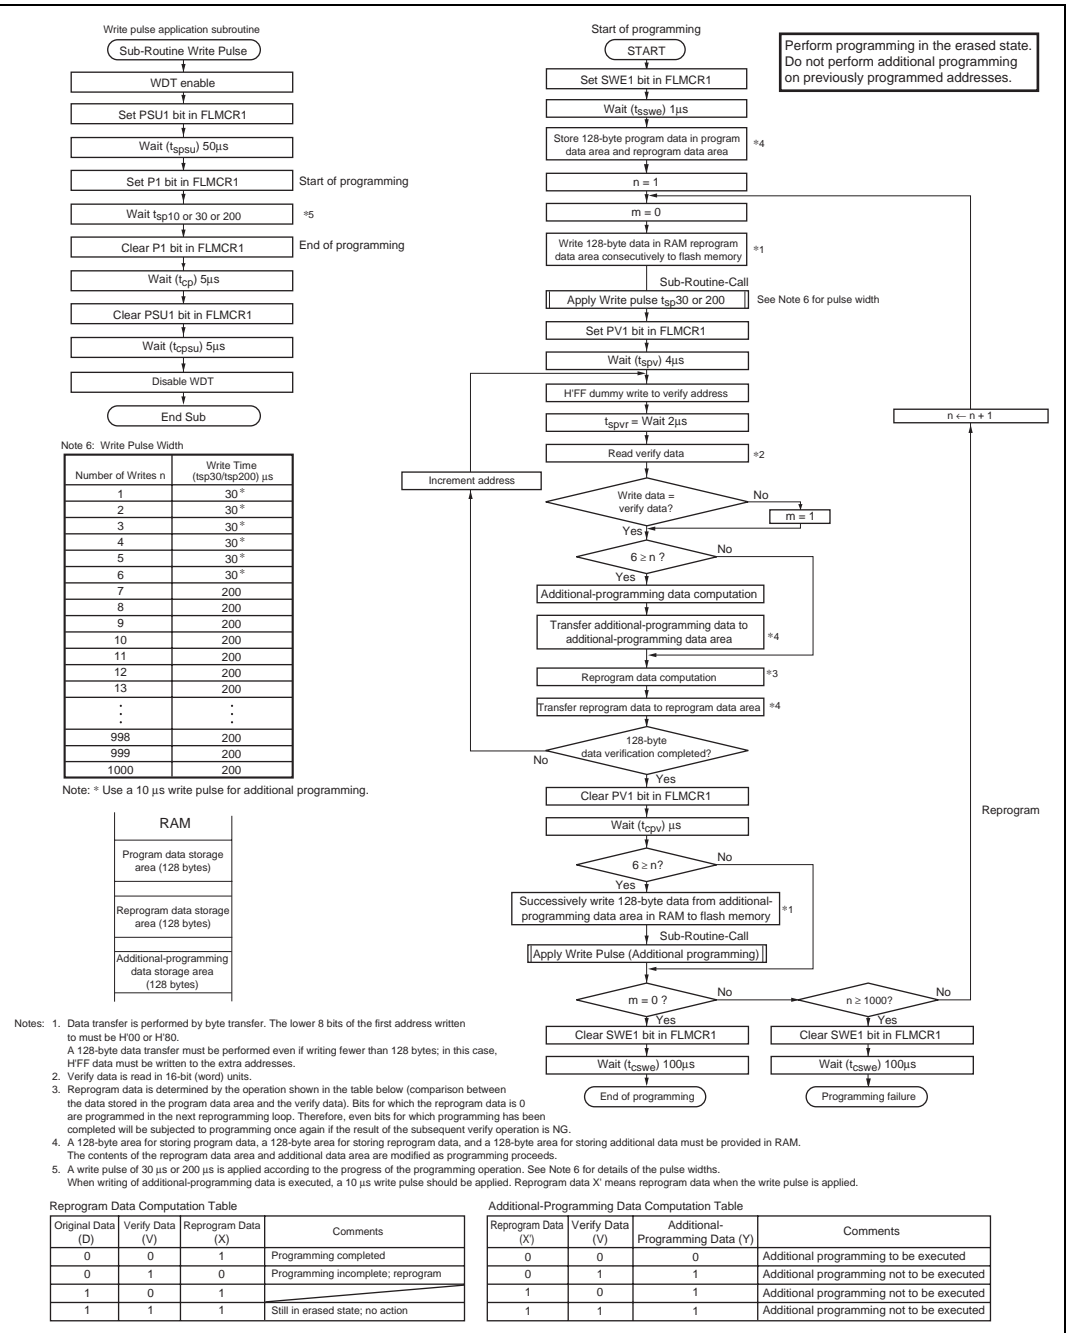 Write pulse application subroutine
Sub-Routine Write Pulse
WDT enable
Set PSU1 bit in FLMCR1
Wait (tspsu) 50μs
Set P1 bit in FLMCR1
Start of programming
Wait tsp10 or 30 or 200
*5
Clear P1 bit in FLMCR1
End of programming
Wait (tcp) 5μs
Clear PSU1 bit in FLMCR1
Wait (tcpsu) 5μs
Disable WDT
End Sub
Note 6: Write Pulse Width
Number of Writes n
Write Time
(tsp30/tsp200) μs
1 30*
2 30*
3 30*
4 30*
5 30*
6 30*
7 200
8 200
9 200
10 200
11 200
12 200
13 200
998 200
999 200
1000 200
Note: * Use a 10 μs write pulse for additional programming.
RAM
Program data storage
area (128 bytes)
Reprogram data storage
area (128 bytes)
Additional-programming
data storage area
(128 bytes)
Start of programming
START
Perform programming in the erased state.
Do not perform additional programming
on previously programmed addresses.
Set SWE1 bit in FLMCR1
Wait (tsswe) 1μs
Store 128-byte program data in program
data area and reprogram data area
*4
n = 1
m = 0
Write 128-byte data in RAM reprogram
data area consecutively to flash memory
*1
Sub-Routine-Call
Apply Write pulse tsp30 or 200
See Note 6 for pulse width
Set PV1 bit in FLMCR1
Wait (tspv) 4μs
H'FF dummy write to verify address
n ← n + 1
tspvr = Wait 2μs
Read verify data
*2
Increment address
Write data =
verify data?
No
m = 1
Yes
6 ≥ n ?
No
Yes
Additional-programming data computation
Transfer additional-programming data to
additional-programming data area
*4
Reprogram data computation
*3
Transfer reprogram data to reprogram data area
*4
128-byte
data verification completed?
No
Yes
Clear PV1 bit in FLMCR1
Reprogram
Wait (tcpv) μs
6 ≥ n?
No
Yes
Successively write 128-byte data from additional-
programming data area in RAM to flash memory
*1
Sub-Routine-Call
Apply Write Pulse (Additional programming)
m = 0 ?
No
n ≥ 1000?
No
Yes
Yes
Clear SWE1 bit in FLMCR1
Clear SWE1 bit in FLMCR1
Wait (tcswe) 100μs
Wait (tcswe) 100μs
End of programming
Programming failure
Notes: 1. Data transfer is performed by byte transfer. The lower 8 bits of the first address written
to must be H'00 or H'80.
A 128-byte data transfer must be performed even if writing fewer than 128 bytes; in this case,
H'FF data must be written to the extra addresses.
2. Verify data is read in 16-bit (word) units.
3. Reprogram data is determined by the operation shown in the table below (comparison between
the data stored in the program data area and the verify data). Bits for which the reprogram data is 0
are programmed in the next reprogramming loop. Therefore, even bits for which programming has been
completed will be subjected to programming once again if the result of the subsequent verify operation is NG.
4. A 128-byte area for storing program data, a 128-byte area for storing reprogram data, and a 128-byte area for storing additional data must be provided in RAM.
The contents of the reprogram data area and additional data area are modified as programming proceeds.
5. A write pulse of 30 μs or 200 μs is applied according to the progress of the programming operation. See Note 6 for details of the pulse widths.
When writing of additional-programming data is executed, a 10 μs write pulse should be applied. Reprogram data X' means reprogram data when the write pulse is applied.
Reprogram Data Computation Table
Original Data (D) Verify Data (V) Reprogram Data (X) Comments
0 0 1 Programming completed
0 1 0 Programming incomplete; reprogram
1 0 1
1 1 1 Still in erased state; no action
Additional-Programming Data Computation Table
Reprogram Data (X') Verify Data (V) Additional-Programming Data (Y) Comments
0 0 0 Additional programming to be executed
0 1 1 Additional programming not to be executed
1 0 1 Additional programming not to be executed
1 1 1 Additional programming not to be executed